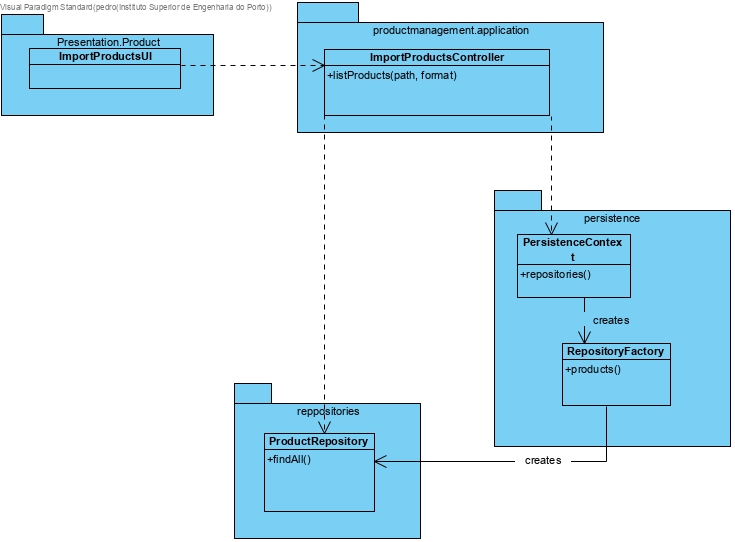 Visual Paradigm Standard(pedro(Instituto Superior de Engenharia do Porto))
Presentation.Product
ImportProductsUI
productmanagement.application
ImportProductsController
+listProducts(path, format)
persistence
PersistenceContex
t
+repositories()
creates
RepositoryFactory
+products()
reppositories
ProductRepository
+findAll()
creates